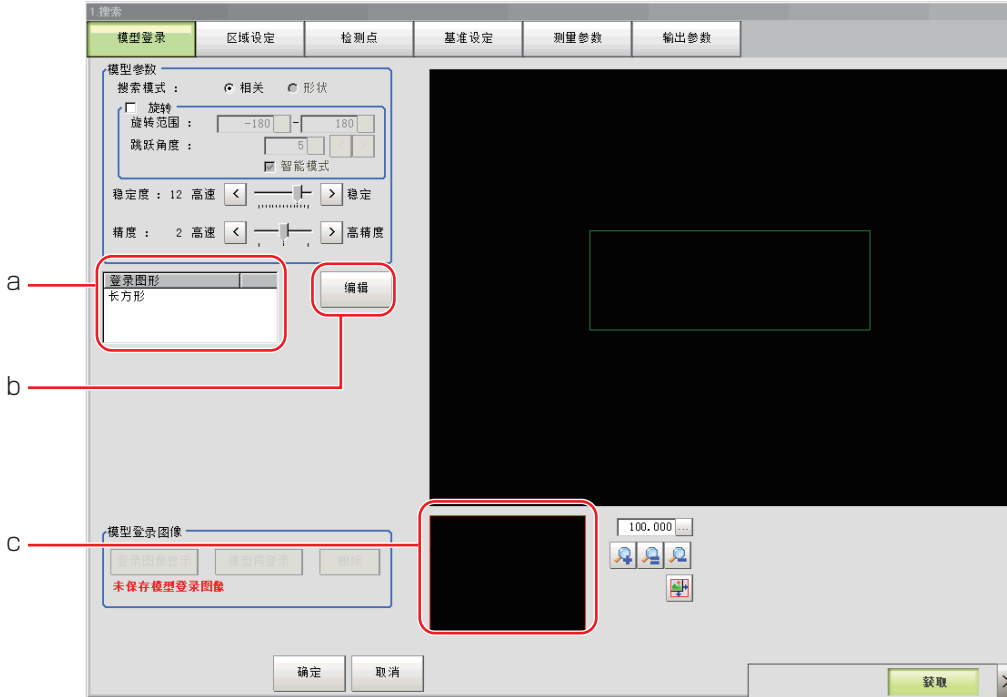 1.搜索
模型登录 区域设定 检测点 基准设定 测里参数 输出参数
模型参数
搜索模式 : 相关 形状
旋转
旋转范围 : -180 - 180
跳跃角度 : 5 < >
智能模式
稳定度 : 12 高速 < > 稳定
精度 : 2 高速 < > 高精度
a
登录图形
长方形
编辑
b
c
模型登录图像
登录图像显示 模型再登录 删除
未保存模型登录图像
100.000 ...
确定 取消
获取